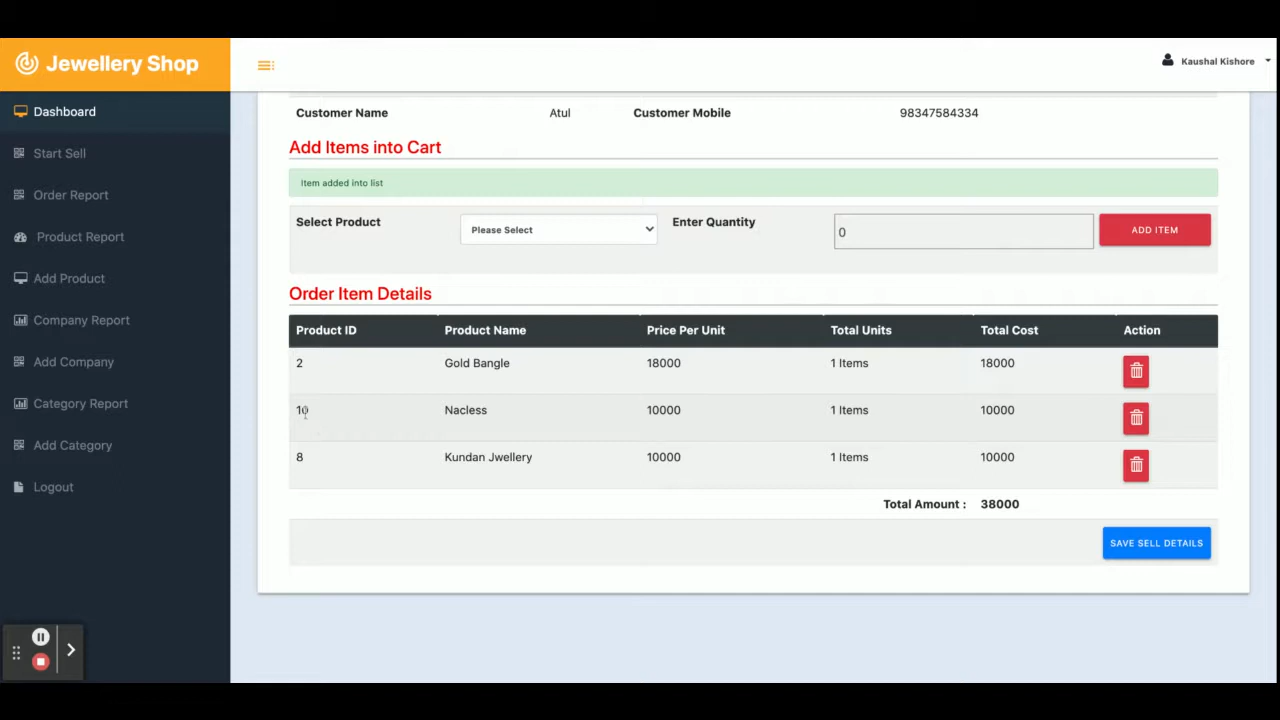 Jewellery Shop
Kaushal Kishore
Dashboard
Start Sell
Order Report
Product Report
Add Product
Company Report
Add Company
Category Report
Add Category
Logout
Customer Name Atul Customer Mobile 98347584334
Add Items into Cart
Item added into list
Select Product Please Select Enter Quantity 0 ADD ITEM
Order Item Details
Product ID Product Name Price Per Unit Total Units Total Cost Action
2 Gold Bangle 18000 1 Items 18000
10 Nacless 10000 1 Items 10000
8 Kundan Jwellery 10000 1 Items 10000
Total Amount : 38000
SAVE SELL DETAILS